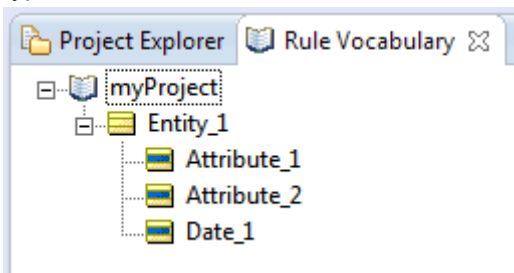 Project Explorer Rule Vocabulary
myProject
Entity_1
Attribute_1
Attribute_2
Date_1